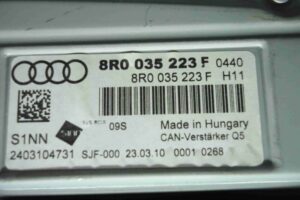 8R0 035 223 F 0440
8R0 035 223 F H11
09S
S1NN
Made in Hungary
CAN-Verstärker Q5
2403104731 SJF-000 23.03.10 0001 0268